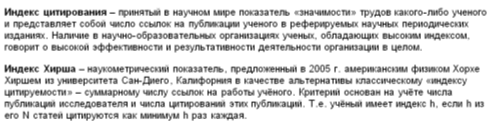 Индекс цитирования – принятый в научном мире показатель «значимости» трудов какого-либо ученого
и представляет собой число ссылок на публикации ученого в реферируемых научных периодических
изданиях. Наличие в научно-образовательных организациях ученых, обладающих высоким индексом,
говорит о высокой эффективности и результативности деятельности организации в целом.
Индекс Хирша – наукометрический показатель, предложенный в 2005 г. американским физиком Хорхе
Хиршем из университета Сан-Диего, Калифорния в качестве альтернативы классическому «индексу
цитируемости» – суммарному числу ссылок на работы учёного. Критерий основан на учёте числа
публикаций исследователя и числа цитирований этих публикаций. Т.е. учёный имеет индекс h, если h из
его N статей цитируются как минимум h раз каждая.